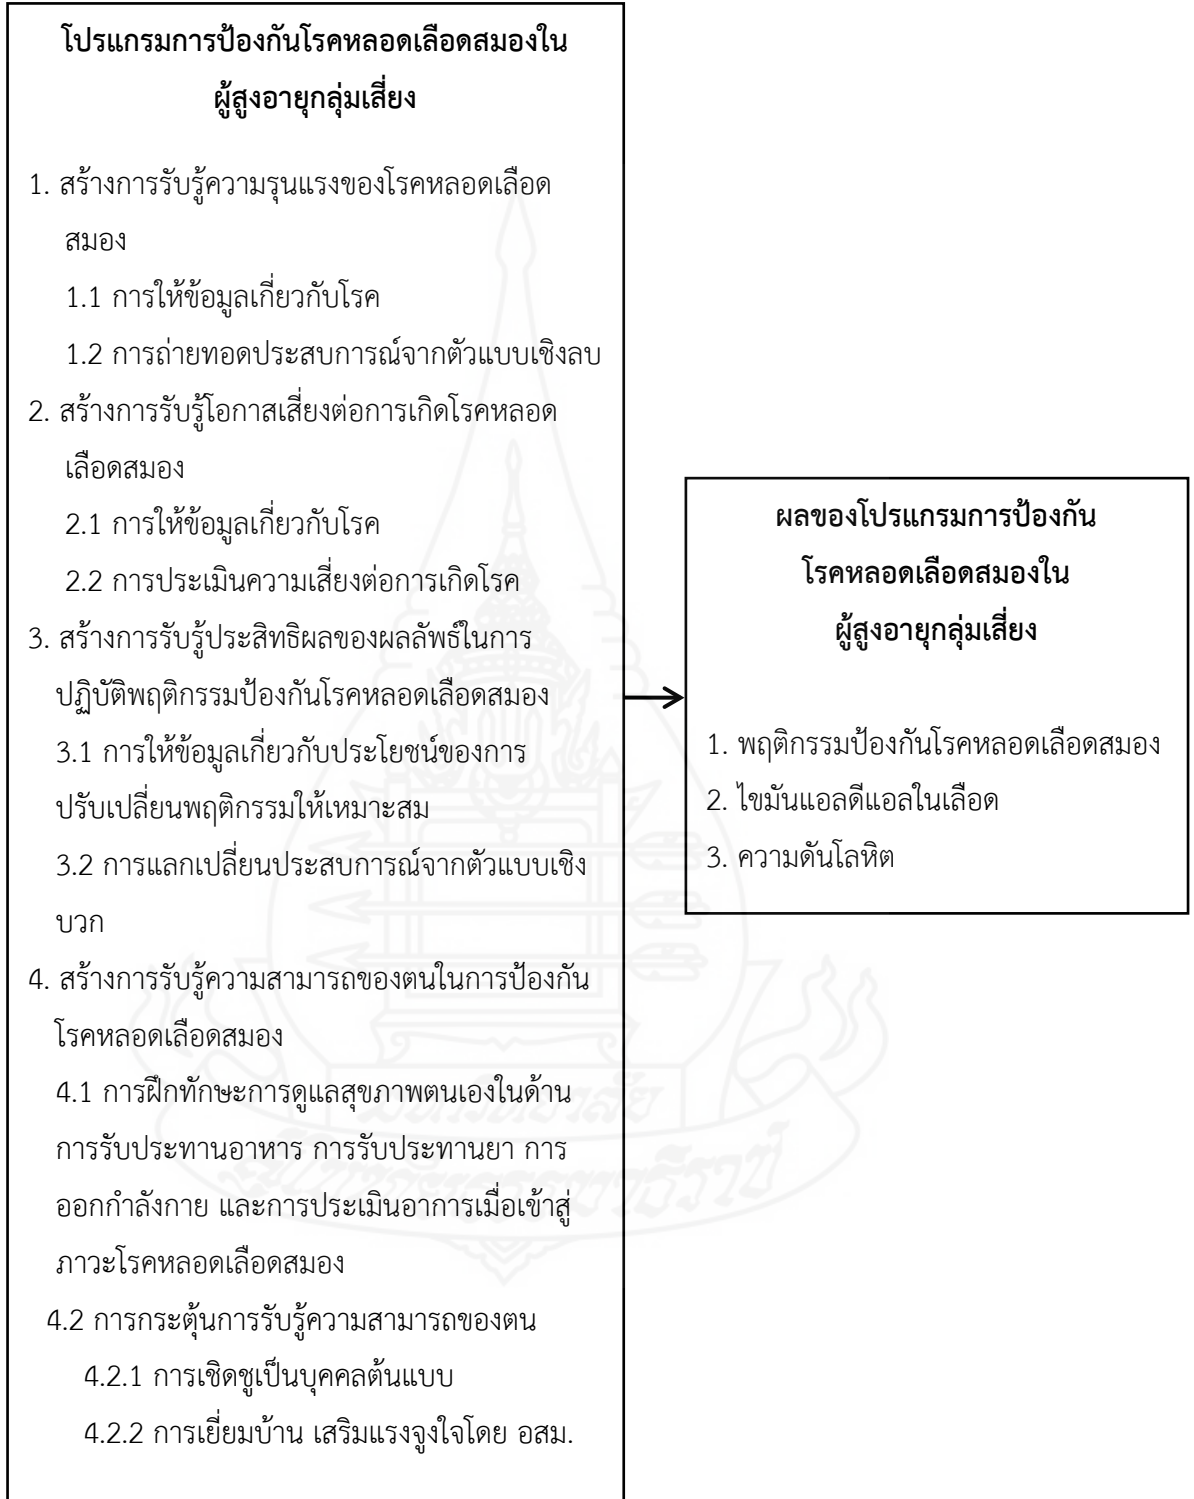 โปรแกรมการป้องกันโรคหลอดเลือดสมองใน
ผู้สูงอายุกลุ่มเสี่ยง
1. สร้างการรับรู้ความรุนแรงของโรคหลอดเลือด
สมอง
1.1 การให้ข้อมูลเกี่ยวกับโรค
1.2 การถ่ายทอดประสบการณ์จากตัวแบบเชิงลบ
2. สร้างการรับรู้โอกาสเสี่ยงต่อการเกิดโรคหลอด
เลือดสมอง
2.1 การให้ข้อมูลเกี่ยวกับโรค
2.2 การประเมินความเสี่ยงต่อการเกิดโรค
3. สร้างการรับรู้ประสิทธิผลของผลลัพธ์ในการ
ปฏิบัติพฤติกรรมป้องกันโรคหลอดเลือดสมอง
3.1 การให้ข้อมูลเกี่ยวกับประโยชน์ของการ
ปรับเปลี่ยนพฤติกรรมให้เหมาะสม
3.2 การแลกเปลี่ยนประสบการณ์จากตัวแบบเชิง
บวก
4. สร้างการรับรู้ความสามารถของตนในการป้องกัน
โรคหลอดเลือดสมอง
4.1 การฝึกทักษะการดูแลสุขภาพตนเองในด้าน
การรับประทานอาหาร การรับประทานยา การ
ออกกำลังกาย และการประเมินอาการเมื่อเข้าสู่
ภาวะโรคหลอดเลือดสมอง
4.2 การกระตุ้นการรับรู้ความสามารถของตน
4.2.1 การเชิดชูเป็นบุคคลต้นแบบ
4.2.2 การเยี่ยมบ้าน เสริมแรงจูงใจโดย อสม.
ผลของโปรแกรมการป้องกัน
โรคหลอดเลือดสมองใน
ผู้สูงอายุกลุ่มเสี่ยง
1. พฤติกรรมป้องกันโรคหลอดเลือดสมอง
2. ไขมันแอลดีแอลในเลือด
3. ความดันโลหิต
มหาวิทยาลัย
สุโขทัยธรรมาธิราช